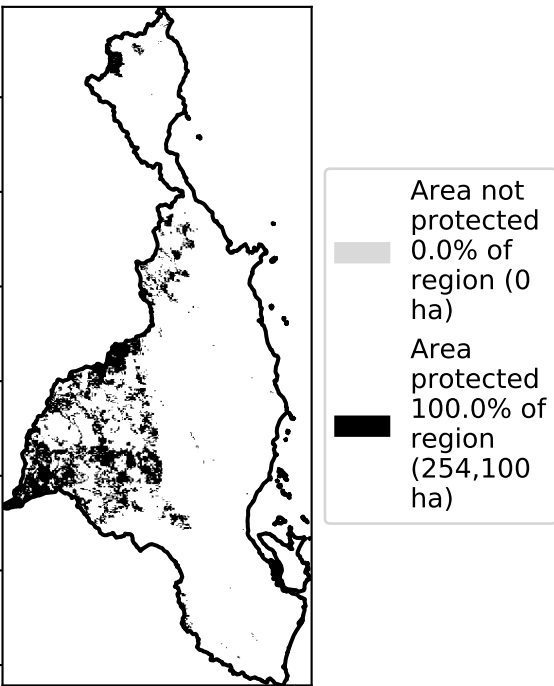 Area not
protected
0.0% of
region (0
ha)
Area
protected
100.0% of
region
(254,100
ha)